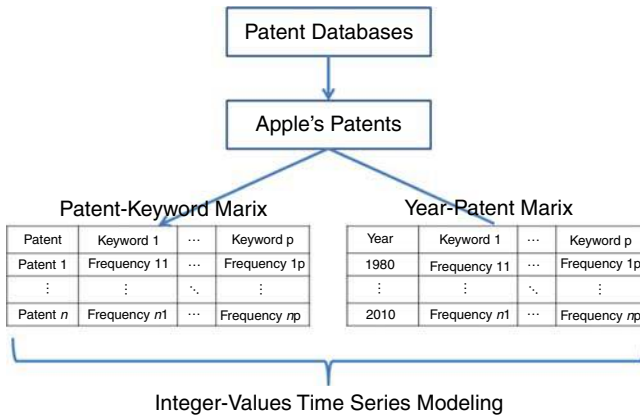 Patent Databases
Apple's Patents
Patent-Keyword Marix
Patent Keyword 1 ... Keyword p
Patent 1 Frequency 11 ... Frequency 1p
⋮ ⋮ ⋱ ⋮
Patent n Frequency n1 ... Frequency np
Year-Patent Marix
Year Keyword 1 ... Keyword p
1980 Frequency 11 ... Frequency 1p
⋮ ⋮ ⋱ ⋮
2010 Frequency n1 ... Frequency np
Integer-Values Time Series Modeling